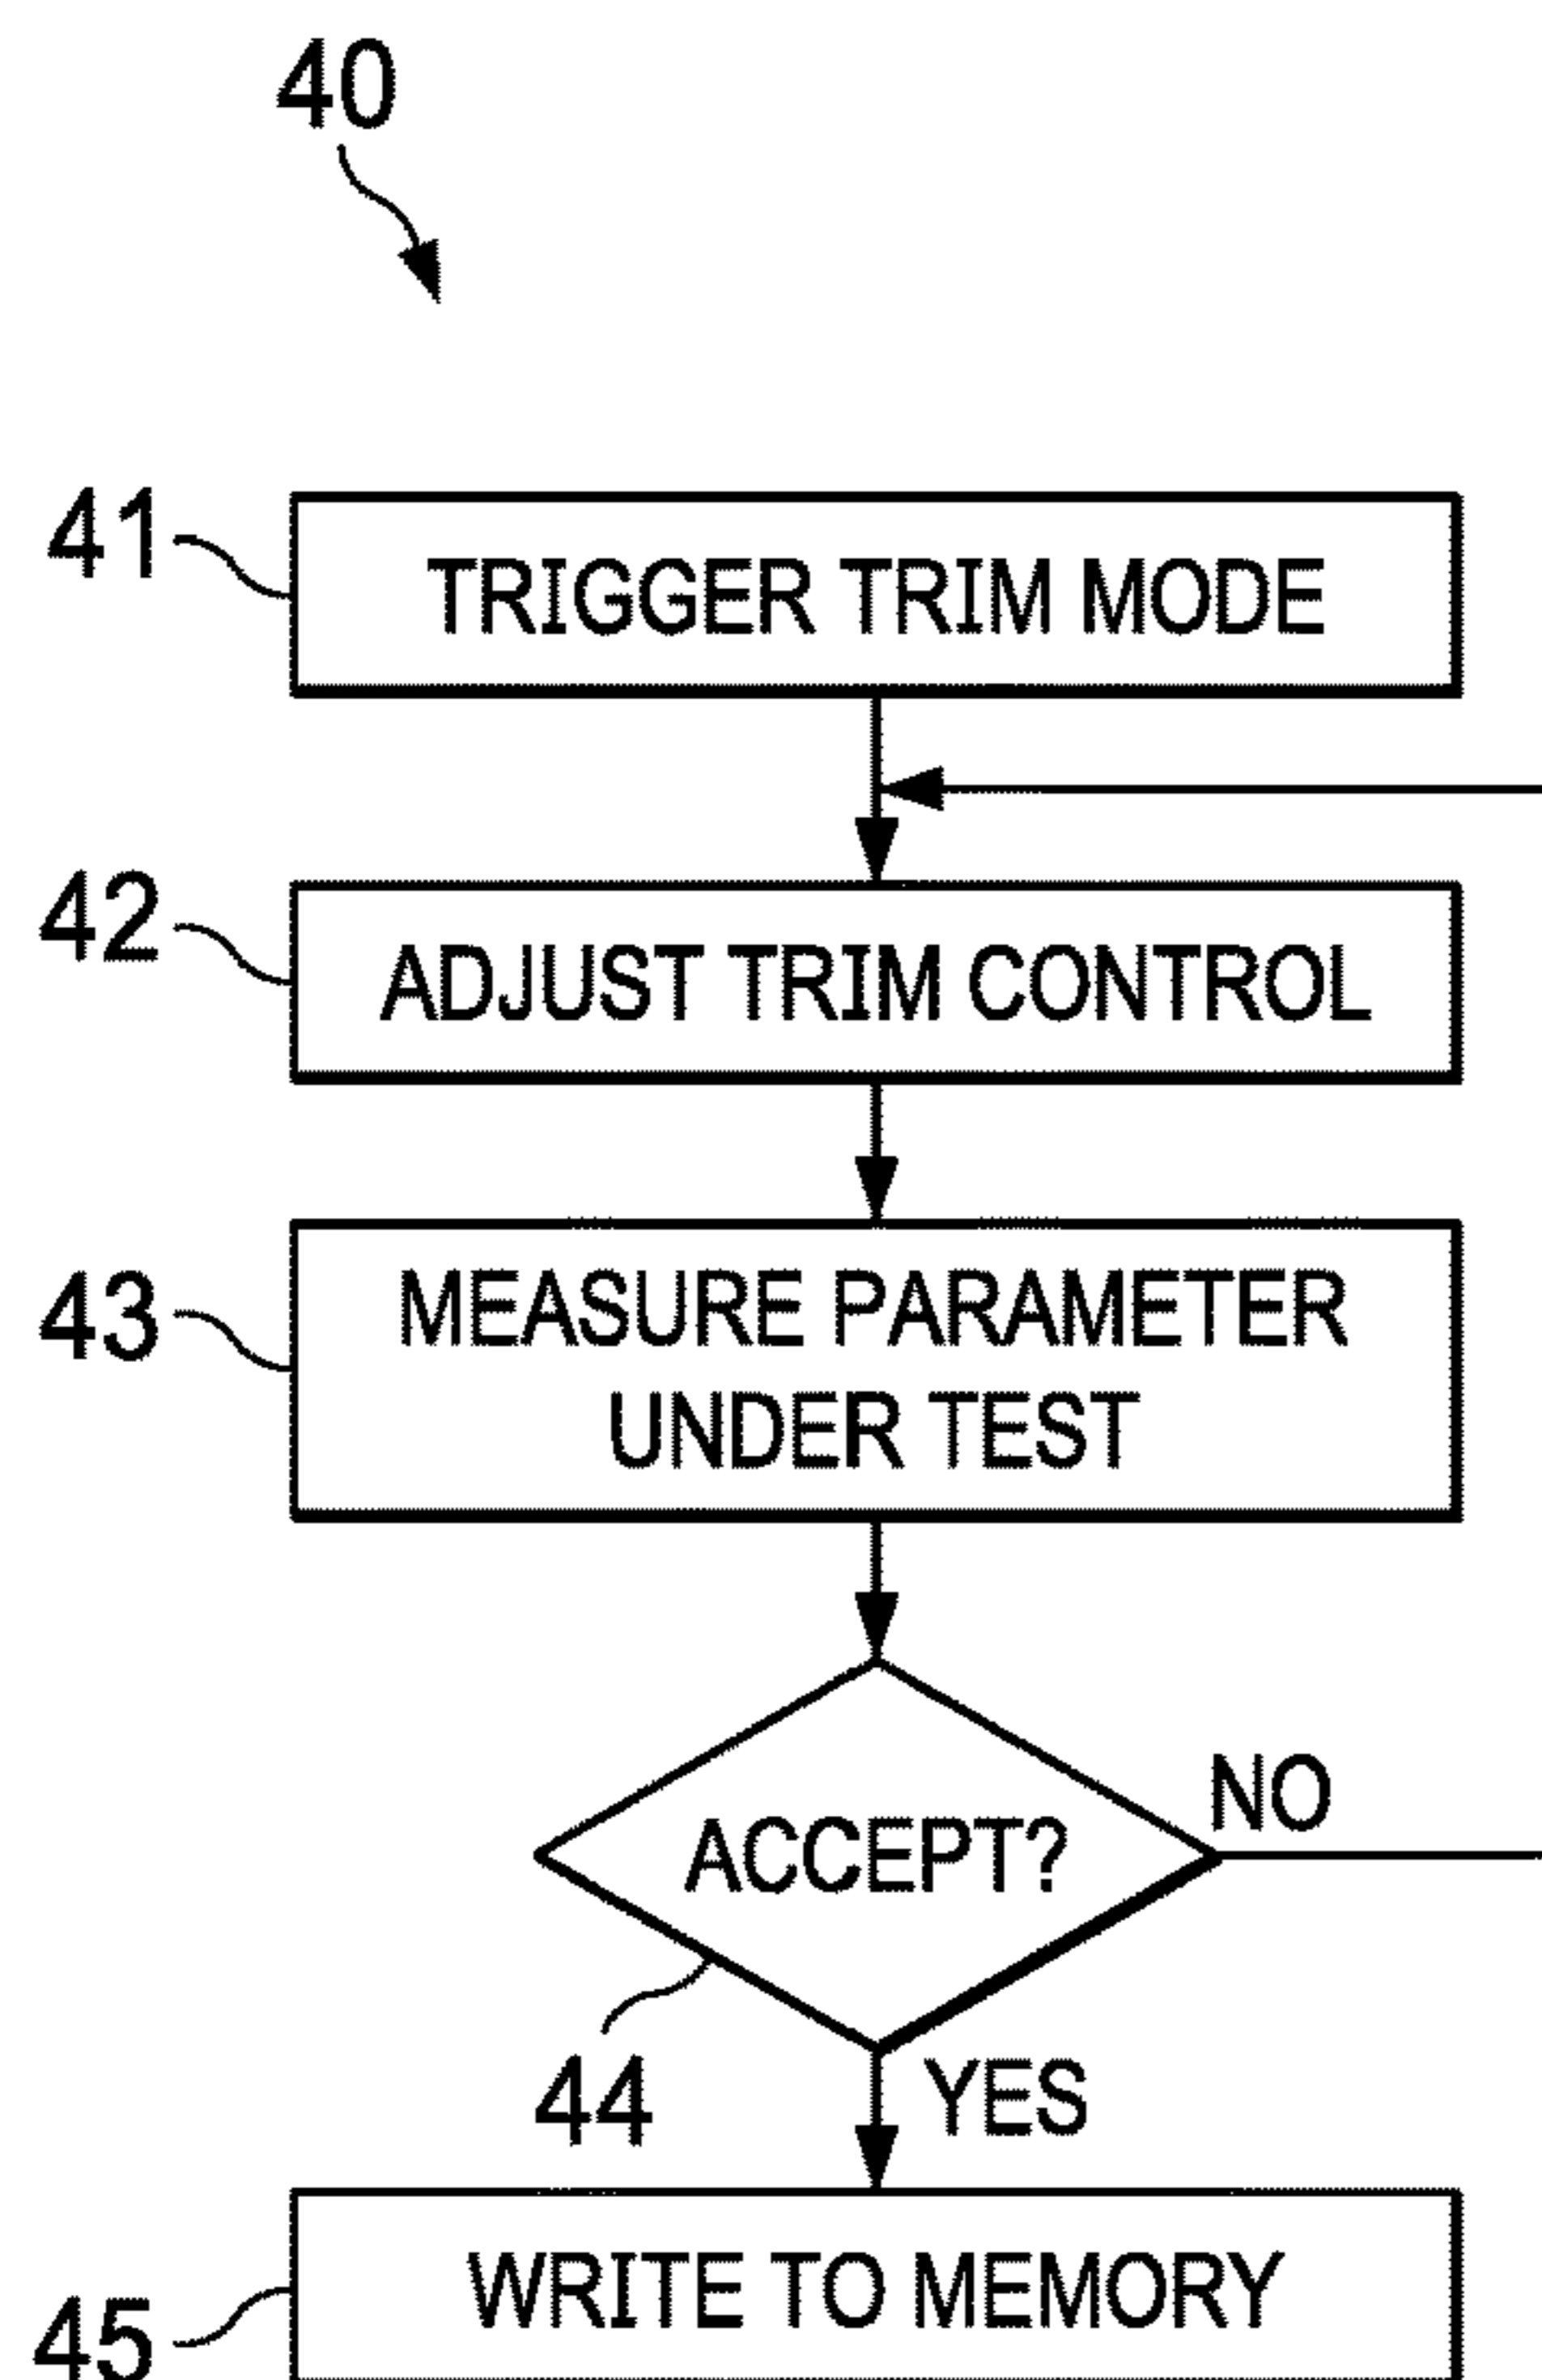 40
41
TRIGGER TRIM MODE
42
ADJUST TRIM CONTROL
43
MEASURE PARAMETER
UNDER TEST
NO
ACCEPT?
44
YES
WRITE TO MEMORY
45